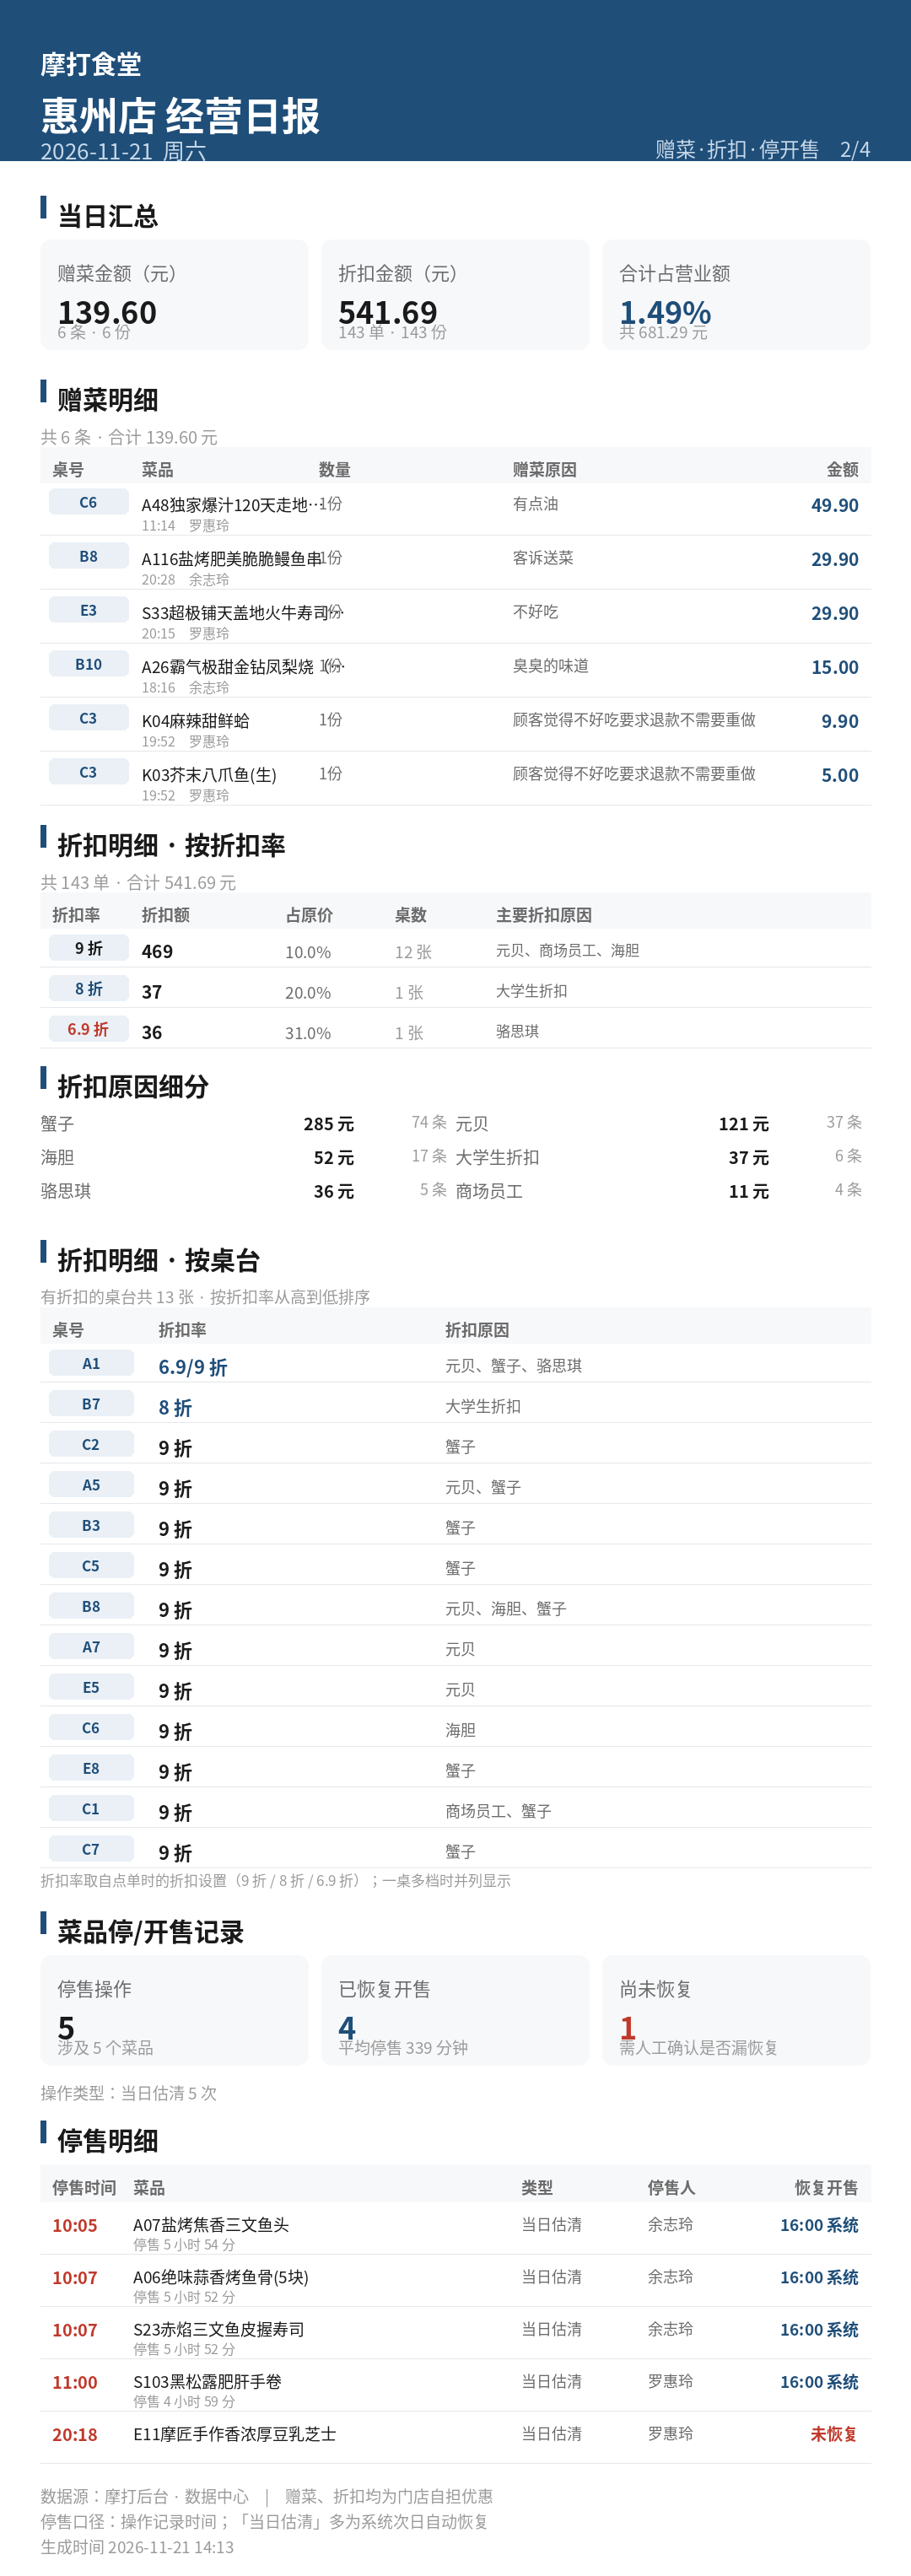 摩打食堂
惠州店 经营日报
2026-11-21 周六
赠菜·折扣·停开售 2/4
当日汇总
赠菜金额（元） 折扣金额（元） 合计占营业额
139.60 541.69 1.49%
6 条 · 6 份 143 单 · 143 份 共 681.29 元
赠菜明细
共 6 条 · 合计 139.60 元
桌号 菜品 数量 赠菜原因 金额
C6 A48独家爆汁120天走地… 1份 有点油 49.90
11:14 罗惠玲
B8 A116盐烤肥美脆脆鳗鱼串 1份 客诉送菜 29.90
20:28 余志玲
E3 S33超极铺天盖地火牛寿司… 份 不好吃 29.90
20:15 罗惠玲
B10 A26霸气极甜金钻凤梨烧（… 1份 臭臭的味道 15.00
18:16 余志玲
C3 K04麻辣甜鲜蛤 1份 顾客觉得不好吃要求退款不需要重做 9.90
19:52 罗惠玲
C3 K03芥末八爪鱼(生) 1份 顾客觉得不好吃要求退款不需要重做 5.00
19:52 罗惠玲
折扣明细 · 按折扣率
共 143 单 · 合计 541.69 元
折扣率 折扣额 占原价 桌数 主要折扣原因
9 折 469 10.0% 12 张 元贝、商场员工、海胆
8 折 37 20.0% 1 张 大学生折扣
6.9 折 36 31.0% 1 张 骆思琪
折扣原因细分
蟹子 285 元 74 条 元贝 121 元 37 条
海胆 52 元 17 条 大学生折扣 37 元 6 条
骆思琪 36 元 5 条 商场员工 11 元 4 条
折扣明细 · 按桌台
有折扣的桌台共 13 张 · 按折扣率从高到低排序
桌号 折扣率 折扣原因
A1 6.9/9 折 元贝、蟹子、骆思琪
B7 8 折 大学生折扣
C2 9 折 蟹子
A5 9 折 元贝、蟹子
B3 9 折 蟹子
C5 9 折 蟹子
B8 9 折 元贝、海胆、蟹子
A7 9 折 元贝
E5 9 折 元贝
C6 9 折 海胆
E8 9 折 蟹子
C1 9 折 商场员工、蟹子
C7 9 折 蟹子
折扣率取自点单时的折扣设置（9 折 / 8 折 / 6.9 折）；一桌多档时并列显示
菜品停/开售记录
停售操作 已恢复开售 尚未恢复
5 4 1
涉及 5 个菜品 平均停售 339 分钟 需人工确认是否漏恢复
操作类型：当日估清 5 次
停售明细
停售时间 菜品 类型 停售人 恢复开售
10:05 A07盐烤焦香三文鱼头 当日估清 余志玲 16:00 系统
停售 5 小时 54 分
10:07 A06绝味蒜香烤鱼骨(5块) 当日估清 余志玲 16:00 系统
停售 5 小时 52 分
10:07 S23赤焰三文鱼皮握寿司 当日估清 余志玲 16:00 系统
停售 5 小时 52 分
11:00 S103黑松露肥肝手卷 当日估清 罗惠玲 16:00 系统
停售 4 小时 59 分
20:18 E11摩匠手作香浓厚豆乳芝士 当日估清 罗惠玲 未恢复
数据源：摩打后台 · 数据中心 | 赠菜、折扣均为门店自担优惠
停售口径：操作记录时间；「当日估清」多为系统次日自动恢复
生成时间 2026-11-21 14:13